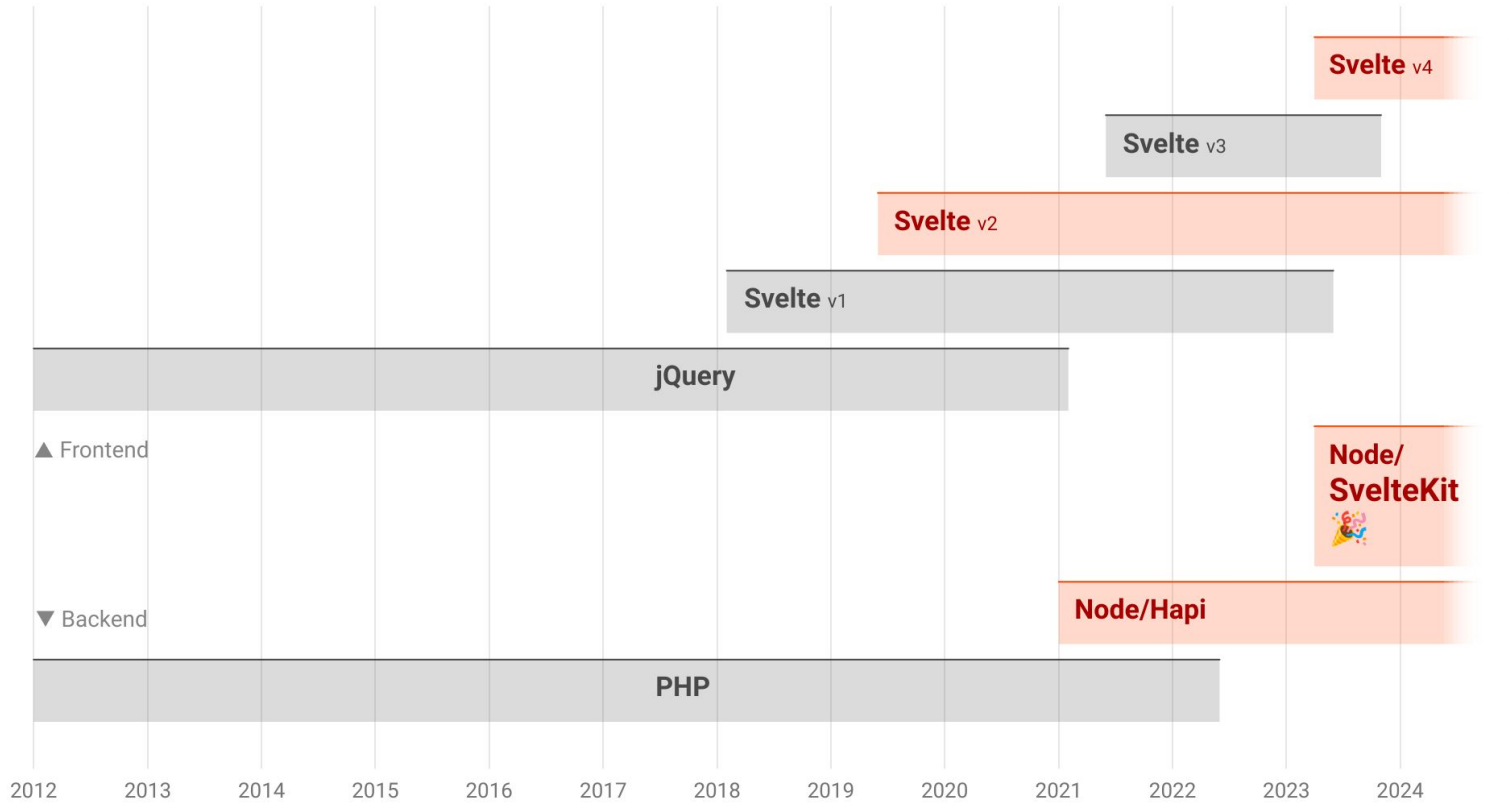 Svelte v4
Svelte v3
Svelte v2
Svelte v1
jQuery
▲ Frontend
Node/
SvelteKit
🎉
Node/Hapi
▼ Backend
PHP
2012 2013 2014 2015 2016 2017 2018 2019 2020 2021 2022 2023 2024